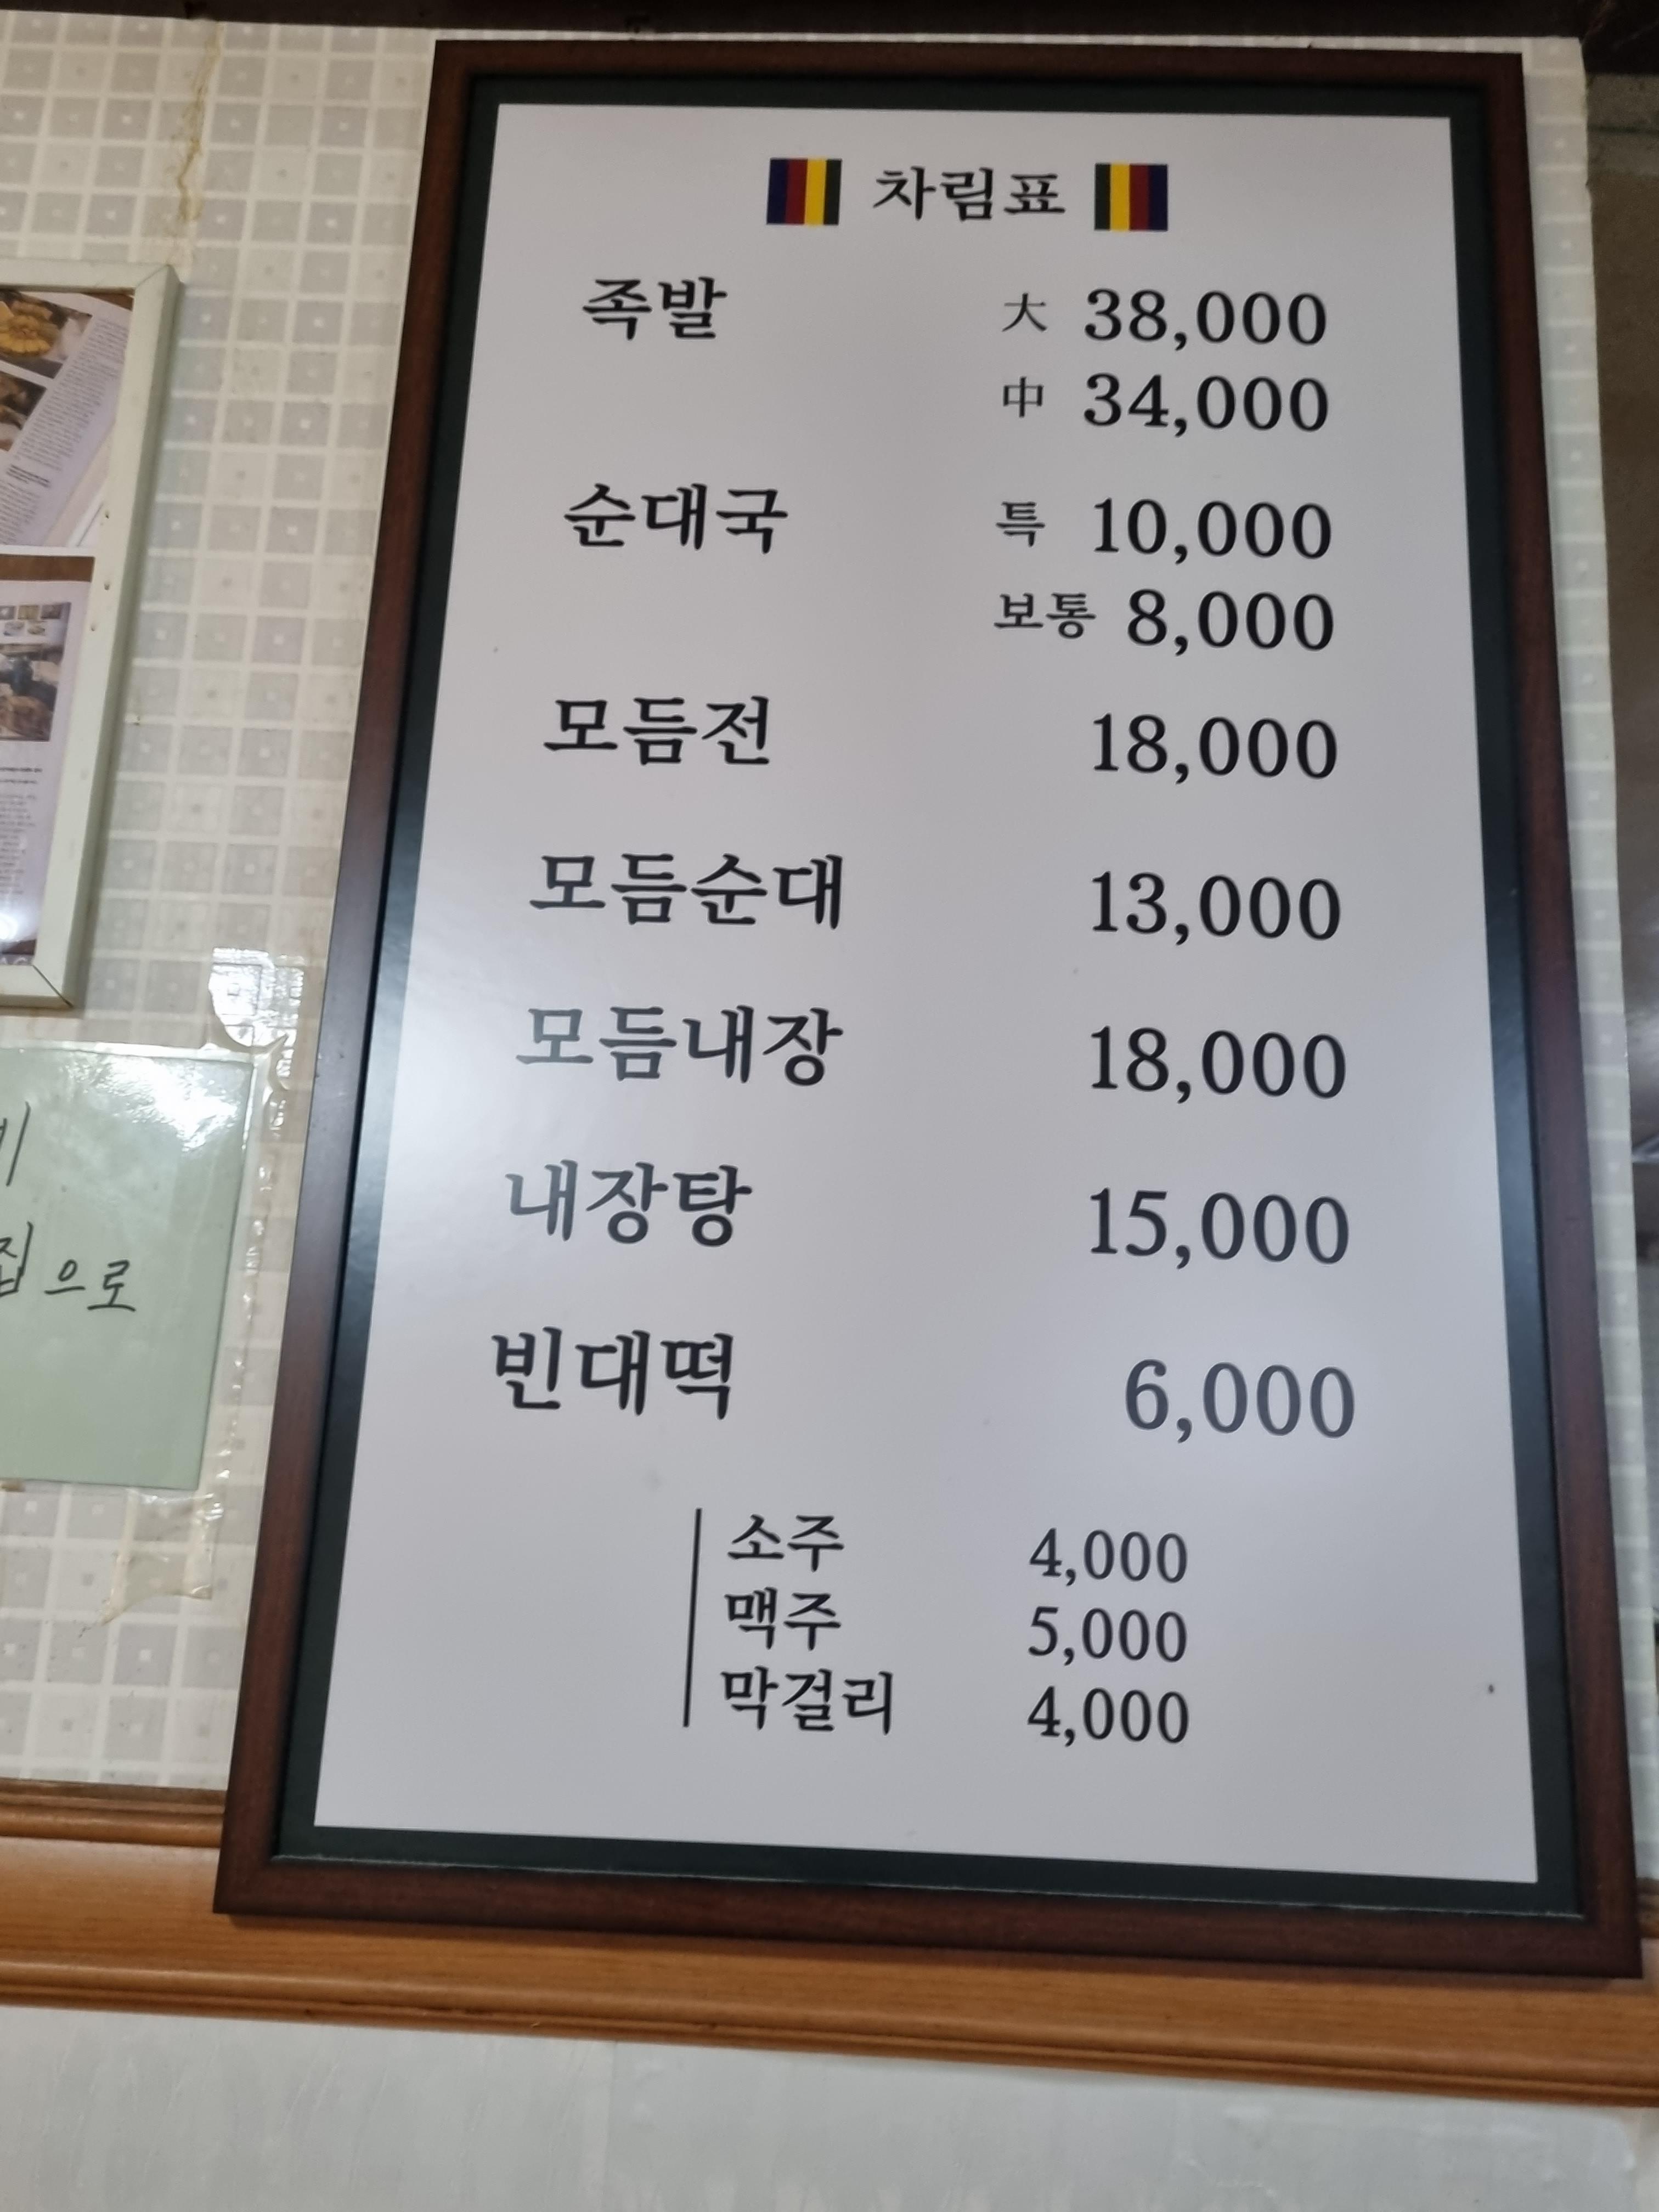 차림표
족발 大 38,000
中 34,000
순대국 특 10,000
보통 8,000
모듬전 18,000
모듬순대 13,000
모듬내장 18,000
내장탕 15,000
빈대떡 6,000
소주 4,000
맥주 5,000
막걸리 4,000
집으로